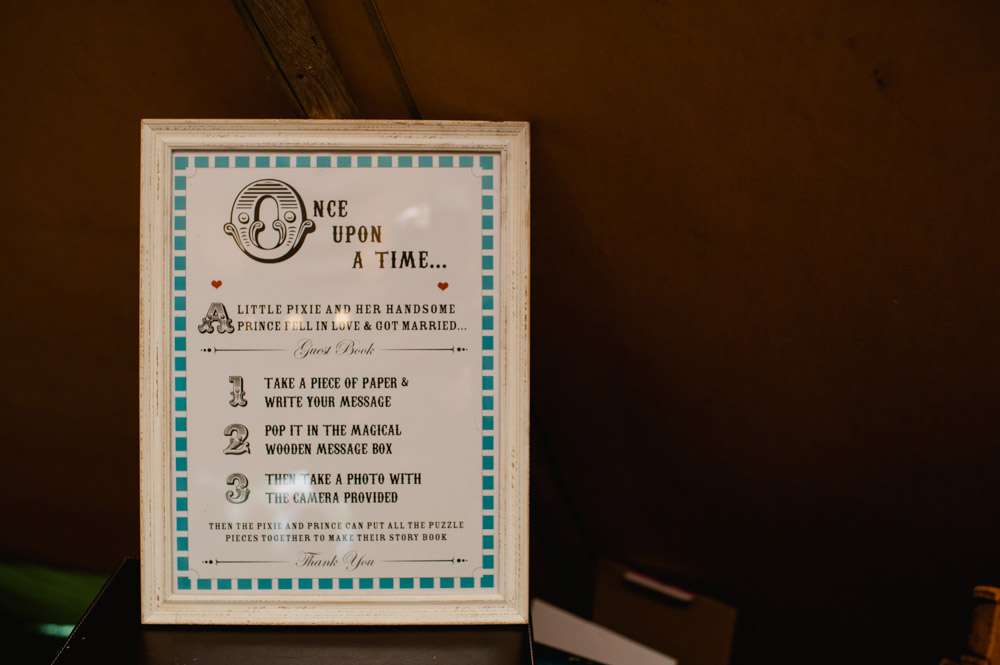 ONCE
UPON
A TIME...
A LITTLE PIXIE AND HER HANDSOME
PRINCE FELL IN LOVE & GOT MARRIED...
Guest Book
1 TAKE A PIECE OF PAPER &
WRITE YOUR MESSAGE
2 POP IT IN THE MAGICAL
WOODEN MESSAGE BOX
3 THEN TAKE A PHOTO WITH
THE CAMERA PROVIDED
THEN THE PIXIE AND PRINCE CAN PUT ALL THE PUZZLE
PIECES TOGETHER TO MAKE THEIR STORY BOOK
Thank You